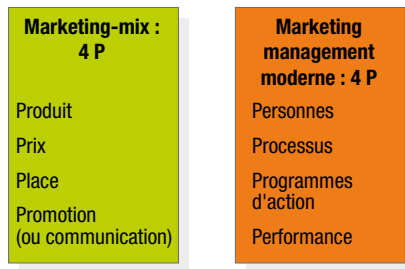 Marketing-mix :
4 P
Produit
Prix
Place
Promotion
(ou communication)
Marketing
management
moderne : 4 P
Personnes
Processus
Programmes
d'action
Performance